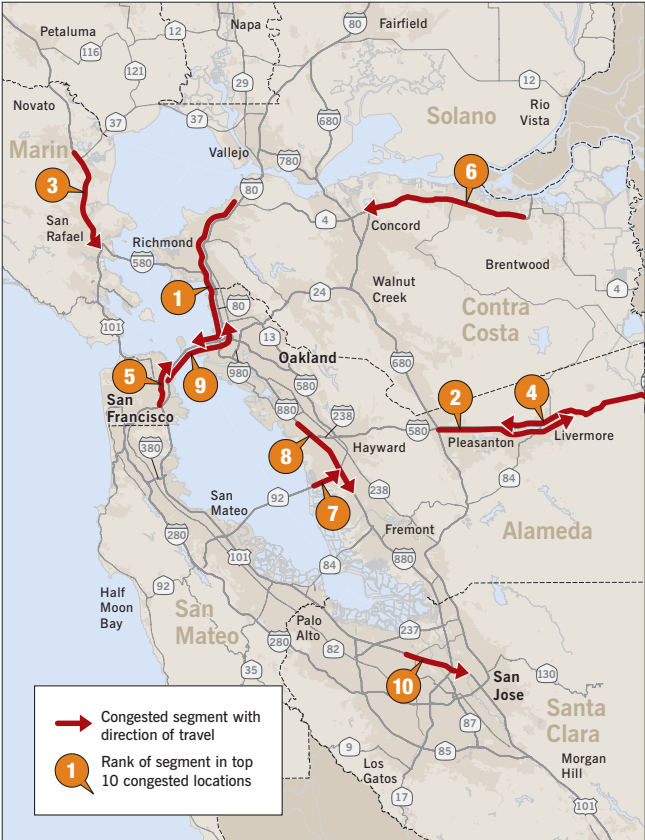 Petaluma
12
Napa
80
Fairfield
116
121
29
12
Novato
37
37
680
Rio
Vista
Solano
Marin
Vallejo
780
3
6
80
San
Rafael
4
Concord
Richmond
580
Brentwood
1
Walnut
Creek
24
4
80
Contra
Costa
101
13
Oakland
680
5
9
980
580
San
Francisco
880
238
2
4
580
Pleasanton
Livermore
8
Hayward
380
84
238
San
Mateo
92
7
Alameda
280
Fremont
101
880
84
92
Half
Moon
Bay
San
Mateo
Palo
Alto
237
280
82
35
10
San
Jose
130
Santa
Clara
87
9
85
Los
Gatos
Morgan
Hill
17
101
Congested segment with
direction of travel
1
Rank of segment in top
10 congested locations